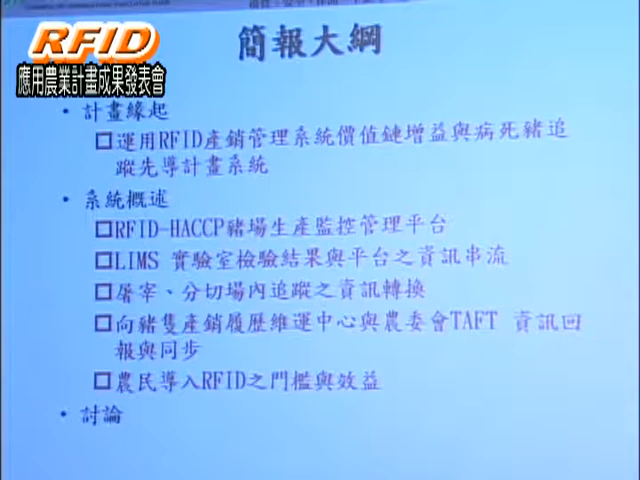 RFID
應用農業計畫成果發表會
簡報大綱
• 計畫緣起
□運用RFID產銷管理系統價值鏈增益與病死豬追
蹤先導計畫系統
• 系統概述
□RFID-HACCP豬場生產監控管理平台
□LIMS 實驗室檢驗結果與平台之資訊串流
□屠宰、分切場內追蹤之資訊轉換
□向豬隻產銷履歷維運中心與農委會TAFT 資訊回
報與同步
□農民導入RFID之門檻與效益
• 討論